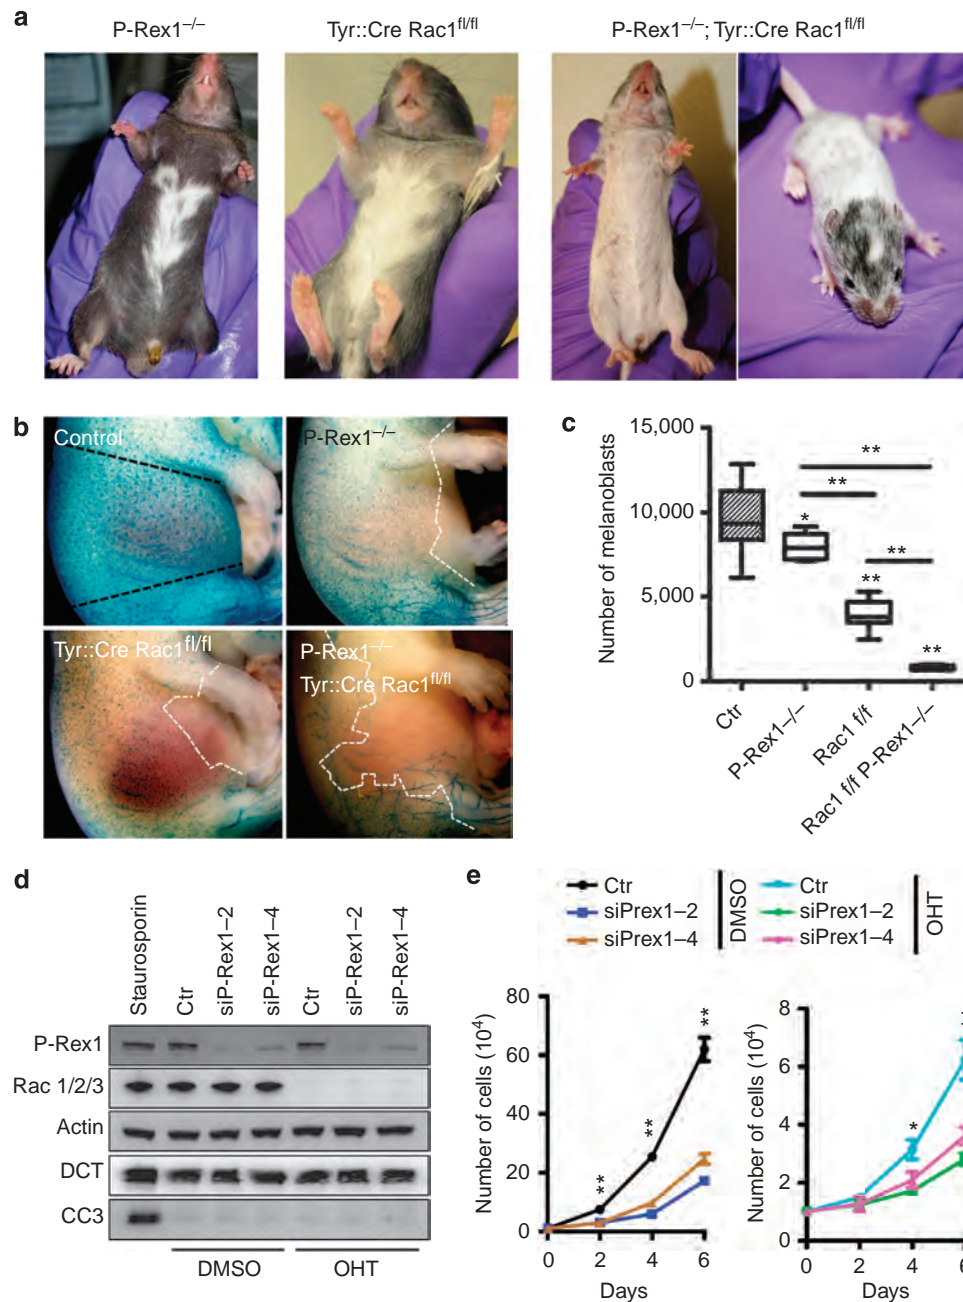 a
P-Rex1–/–
Tyr::Cre Rac1fl/fl
P-Rex1–/–; Tyr::Cre Rac1fl/fl
b
Control
P-Rex1–/–
Tyr::Cre Rac1fl/fl
P-Rex1–/–
Tyr::Cre Rac1fl/fl
c
Number of melanoblasts
15,000
10,000
5,000
0
**
**
*
**
**
**
Ctr
P-Rex1–/–
Rac1 f/f
Rac1 f/f P-Rex1–/–
d
Staurosporin
Ctr
siP-Rex1–2
siP-Rex1–4
Ctr
siP-Rex1–2
siP-Rex1–4
P-Rex1
Rac 1/2/3
Actin
DCT
CC3
DMSO
OHT
e
Ctr
siPrex1–2
siPrex1–4
DMSO
Ctr
siPrex1–2
siPrex1–4
OHT
Number of cells (10⁴)
80
60
40
20
0
**
**
**
0 2 4 6
Days
Number of cells (10⁴)
8
6
4
2
0
*
0 2 4 6
Days